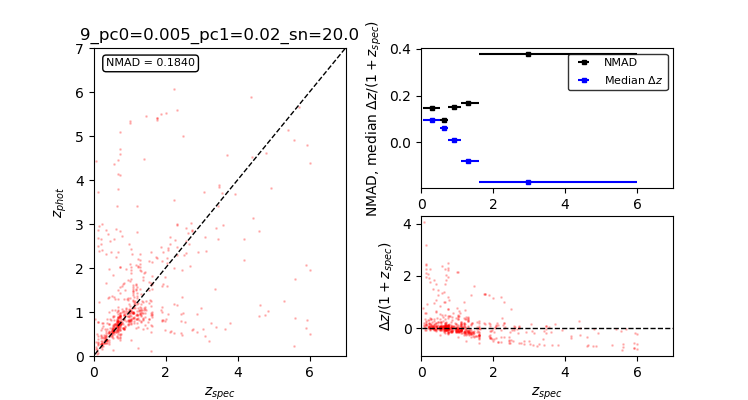 9_pc0=0.005_pc1=0.02_sn=20.0
NMAD = 0.1840
7
6
5
4
3
2
1
0
z_phot
0
2
4
6
z_spec
NMAD, median Δz/(1 + z_spec)
0.4
0.2
0.0
NMAD
Median Δz
0
2
4
6
Δz/(1 + z_spec)
4
2
0
0
2
4
6
z_spec